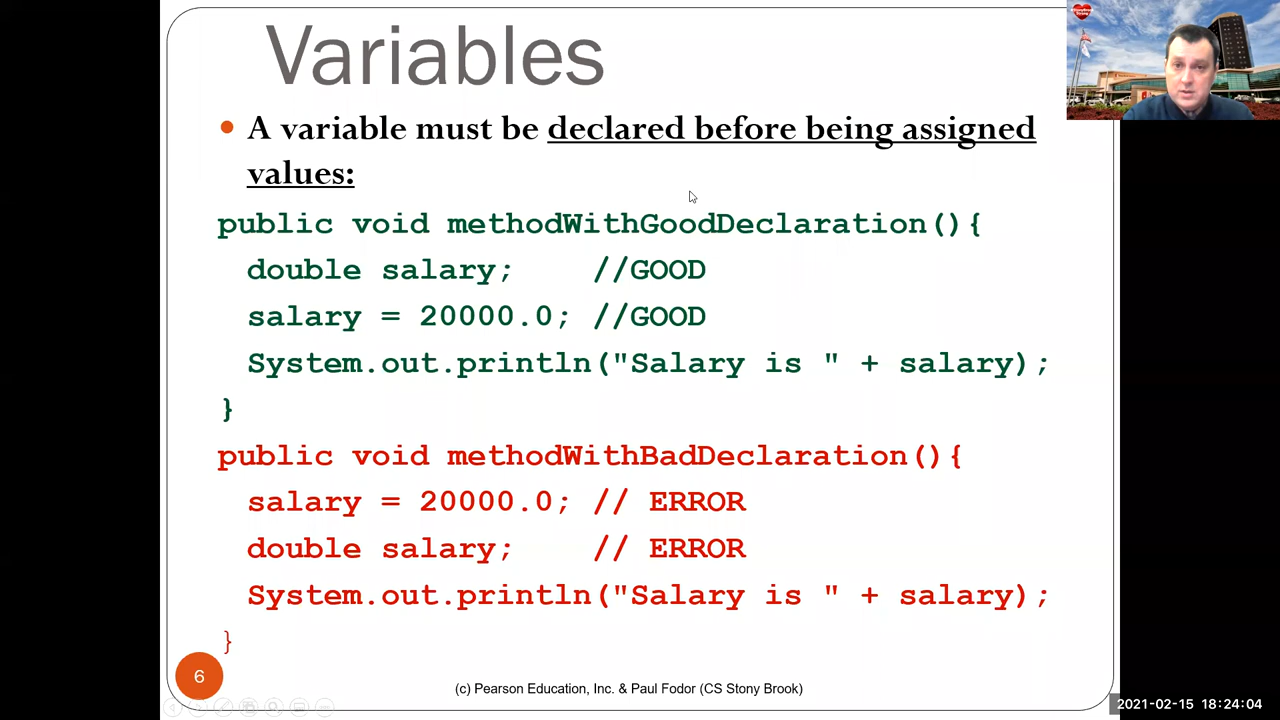 Variables
A variable must be declared before being assigned
values:
public void methodWithGoodDeclaration(){
double salary; //GOOD
salary = 20000.0; //GOOD
System.out.println("Salary is " + salary);
}
public void methodWithBadDeclaration(){
salary = 20000.0; // ERROR
double salary; // ERROR
System.out.println("Salary is " + salary);
}
6
(c) Pearson Education, Inc. & Paul Fodor (CS Stony Brook)
2021-02-15 18:24:04